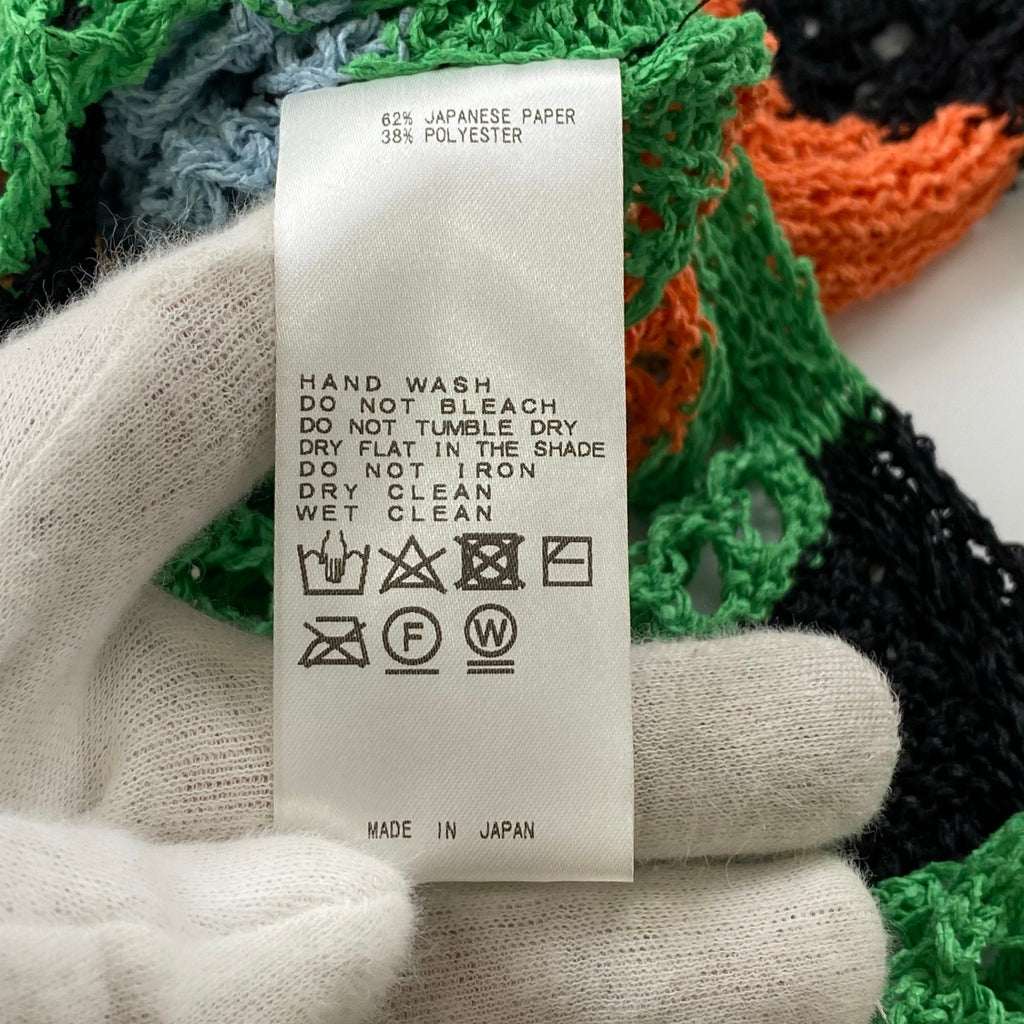 62% JAPANESE PAPER
38% POLYESTER
HAND WASH
DO NOT BLEACH
DO NOT TUMBLE DRY
DRY FLAT IN THE SHADE
DO NOT IRON
DRY CLEAN
WET CLEAN
F W
MADE IN JAPAN